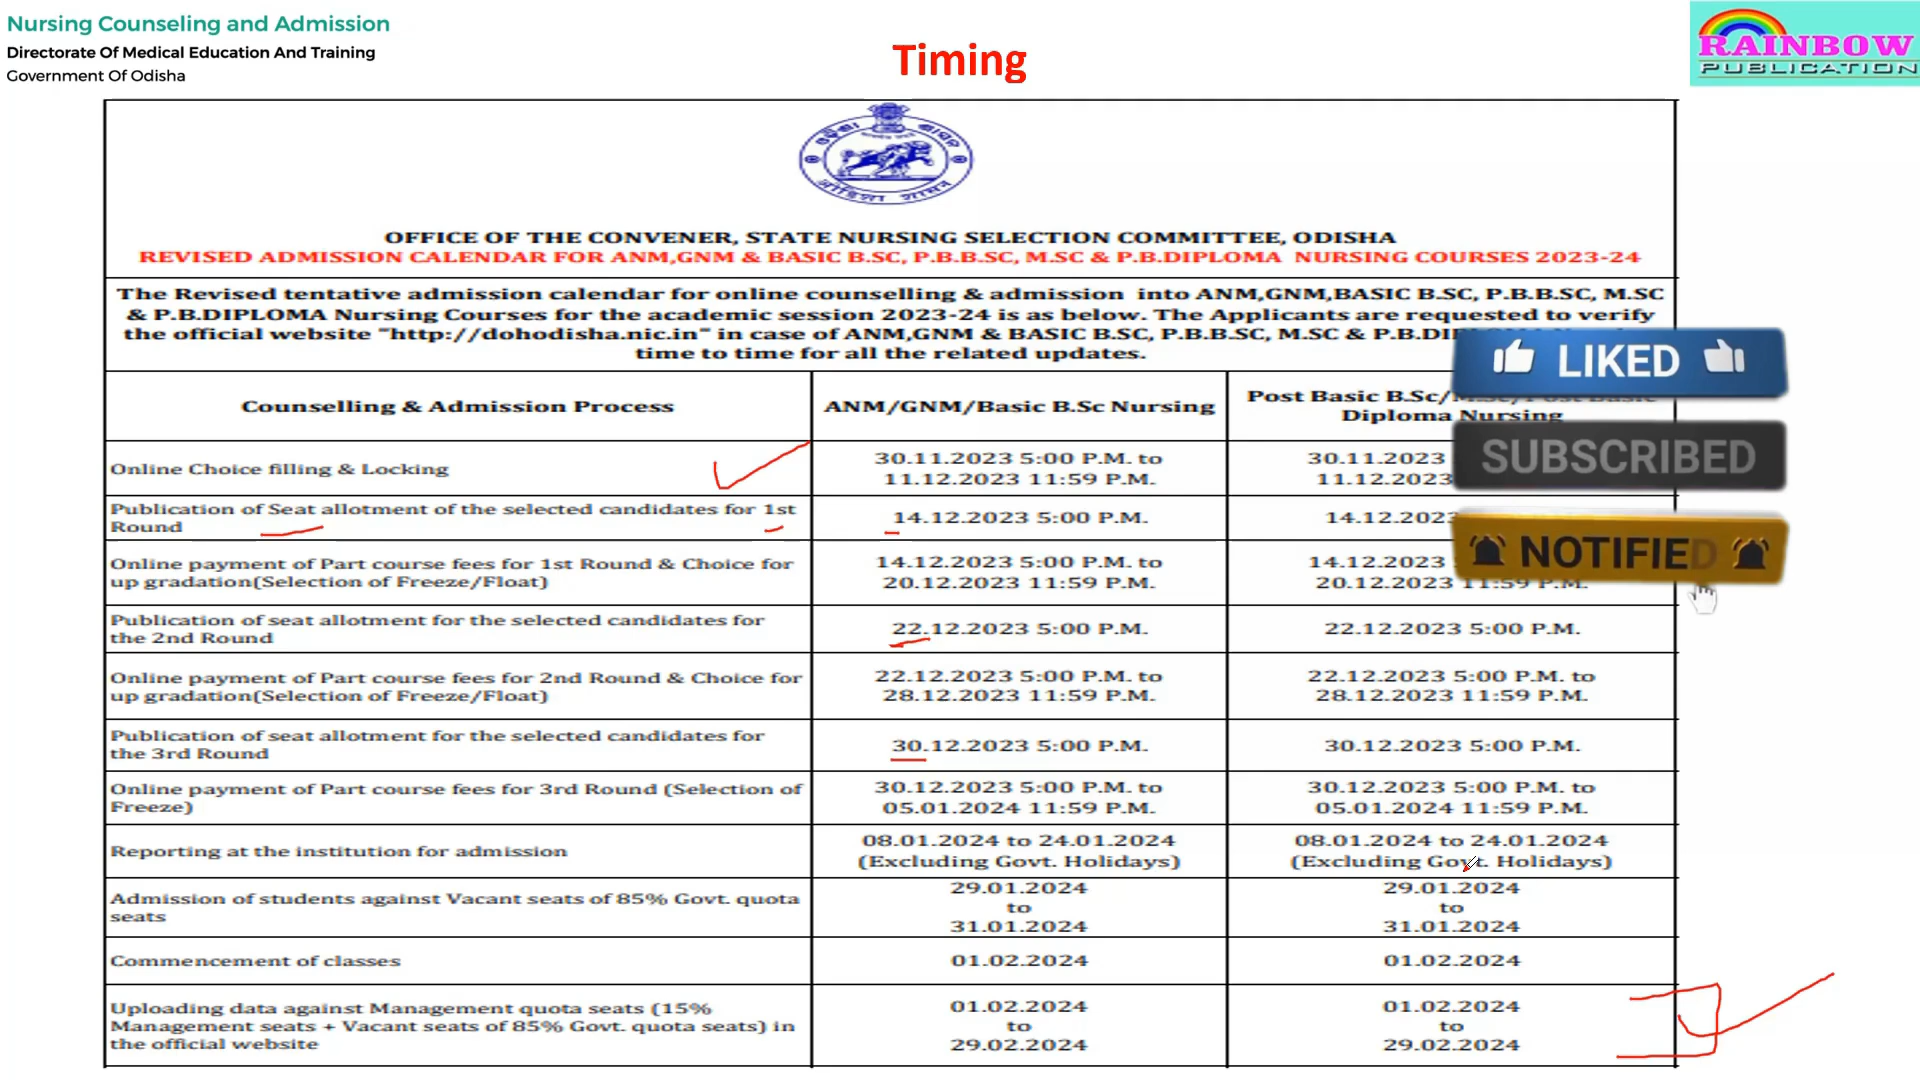 Nursing Counseling and Admission
Directorate Of Medical Education And Training
Government Of Odisha
Timing
RAINBOW
PUBLICATION
ଓଡ଼ିଶା ଶାସନ
ओड़िशा शासन
OFFICE OF THE CONVENER, STATE NURSING SELECTION COMMITTEE, ODISHA
REVISED ADMISSION CALENDAR FOR ANM,GNM & BASIC B.SC, P.B.B.SC, M.SC & P.B.DIPLOMA NURSING COURSES 2023-24
The Revised tentative admission calendar for online counselling & admission into ANM,GNM,BASIC B.SC, P.B.B.SC, M.SC
& P.B.DIPLOMA Nursing Courses for the academic session 2023-24 is as below. The Applicants are requested to verify
the official website "http://dohodisha.nic.in" in case of ANM,GNM & BASIC B.SC, P.B.B.SC, M.SC & P.B.
time to time for all the related updates.
LIKED
SUBSCRIBED
NOTIFIED
Counselling & Admission Process
ANM/GNM/Basic B.Sc Nursing
Post Basic B.Sc/
Diploma Nursing
Online Choice filling & Locking
30.11.2023 5:00 P.M. to
11.12.2023 11:59 P.M.
30.11.2023
11.12.2023
Publication of Seat allotment of the selected candidates for 1st
Round
14.12.2023 5:00 P.M.
14.12.202
Online payment of Part course fees for 1st Round & Choice for
up gradation(Selection of Freeze/Float)
14.12.2023 5:00 P.M. to
20.12.2023 11:59 P.M.
14.12.2023
20.12.2023 11:59 P.M.
Publication of seat allotment for the selected candidates for
the 2nd Round
22.12.2023 5:00 P.M.
22.12.2023 5:00 P.M.
Online payment of Part course fees for 2nd Round & Choice for
up gradation(Selection of Freeze/Float)
22.12.2023 5:00 P.M. to
28.12.2023 11:59 P.M.
22.12.2023 5:00 P.M. to
28.12.2023 11:59 P.M.
Publication of seat allotment for the selected candidates for
the 3rd Round
30.12.2023 5:00 P.M.
30.12.2023 5:00 P.M.
Online payment of Part course fees for 3rd Round (Selection of
Freeze)
30.12.2023 5:00 P.M. to
05.01.2024 11:59 P.M.
30.12.2023 5:00 P.M. to
05.01.2024 11:59 P.M.
Reporting at the institution for admission
08.01.2024 to 24.01.2024
(Excluding Govt. Holidays)
08.01.2024 to 24.01.2024
(Excluding Govt. Holidays)
Admission of students against Vacant seats of 85% Govt. quota
seats
29.01.2024
to
31.01.2024
29.01.2024
to
31.01.2024
Commencement of classes
01.02.2024
01.02.2024
Uploading data against Management quota seats (15%
Management seats + Vacant seats of 85% Govt. quota seats) in
the official website
01.02.2024
to
29.02.2024
01.02.2024
to
29.02.2024